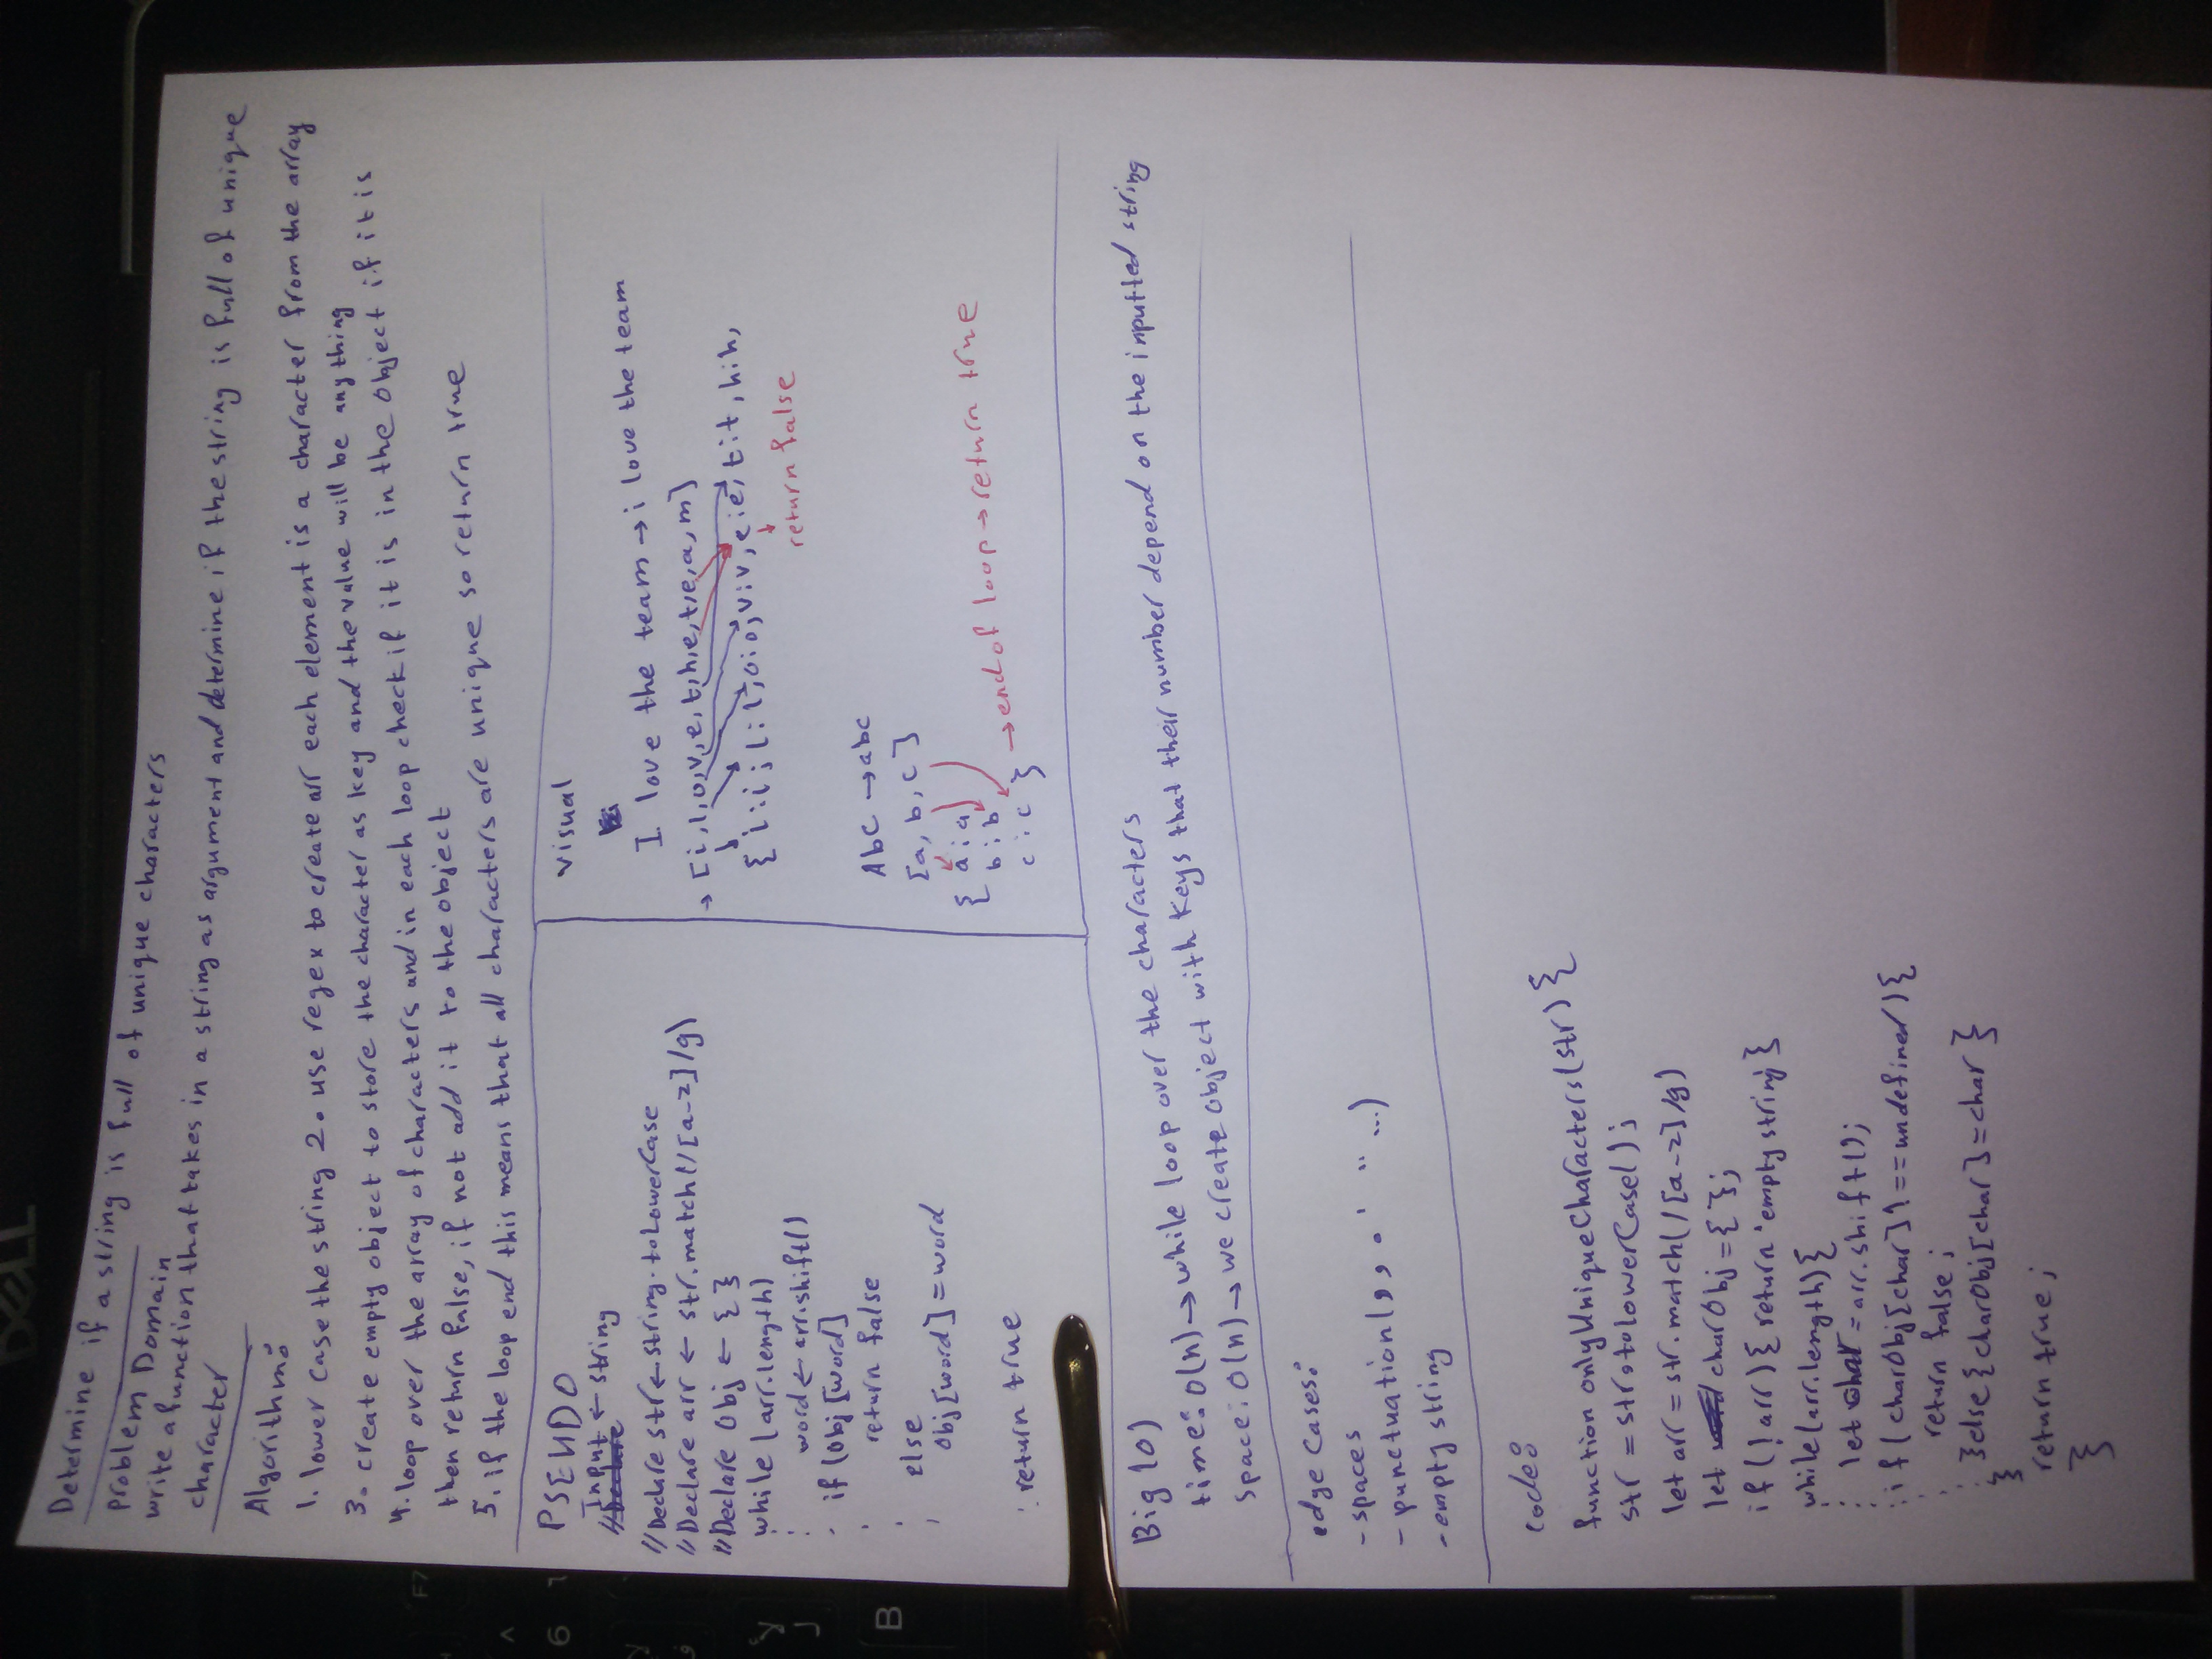 DELL
Determine if a string is full of unique characters
problem Domain
write a function that takes in a string as argument and determine if the string is full of unique
character
Algorithm:
1. lower case the string 2. use regex to create arr each element is a character from the array
3. create empty object to store the character as key and the value will be any thing
4. loop over the array of characters and in each loop check if it is in the object if it is
then return false, if not add it to the object
5. if the loop end this means that all characters are unique so return true
PSEUDO
Input ← string
//Declare str ← string.toLowerCase
//Declare arr ← str.match(/[a-z]/g)
//Declare Obj ← { }
while (arr.length)
word ← arr.shift()
if (Obj [word]
return false
else
Obj [word] = word
return true
visual
I love the team → i love the team
→ [i,l,o,v,e,t,h,e,t,e,a,m]
{ i:i, l:l, o:o, v:v, e:e, t:t, h:h,
return false
AbC → abc
[a, b, c ]
{ a:a
b:b
c:c } → end of loop → return true
Big (o)
time: O(n) → while loop over the characters
space: O(n) → we create object with keys that their number depend on the inputted string
edge cases:
- spaces
- punctuation(, , . ' " ...)
- empty string
code:
function onlyUniqueCharacters(str) {
str = str.toLowerCase();
let arr = str.match(/[a-z]/g)
let charObj = { };
if (!arr) { return 'empty string}
while(arr.length){
let char = arr.shift();
if (charObj[char] !== undefined){
return false;
}else{charObj[char]=char }
}
return true;
}
F7
6
B